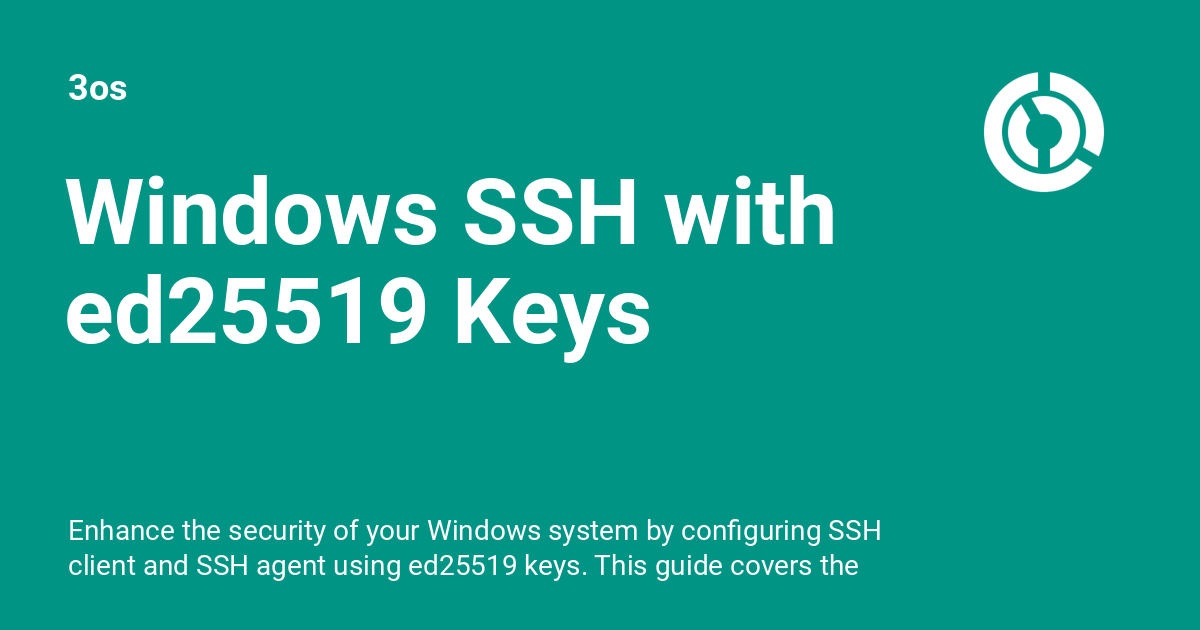 3os
Windows SSH with
ed25519 Keys
Enhance the security of your Windows system by configuring SSH
client and SSH agent using ed25519 keys. This guide covers the